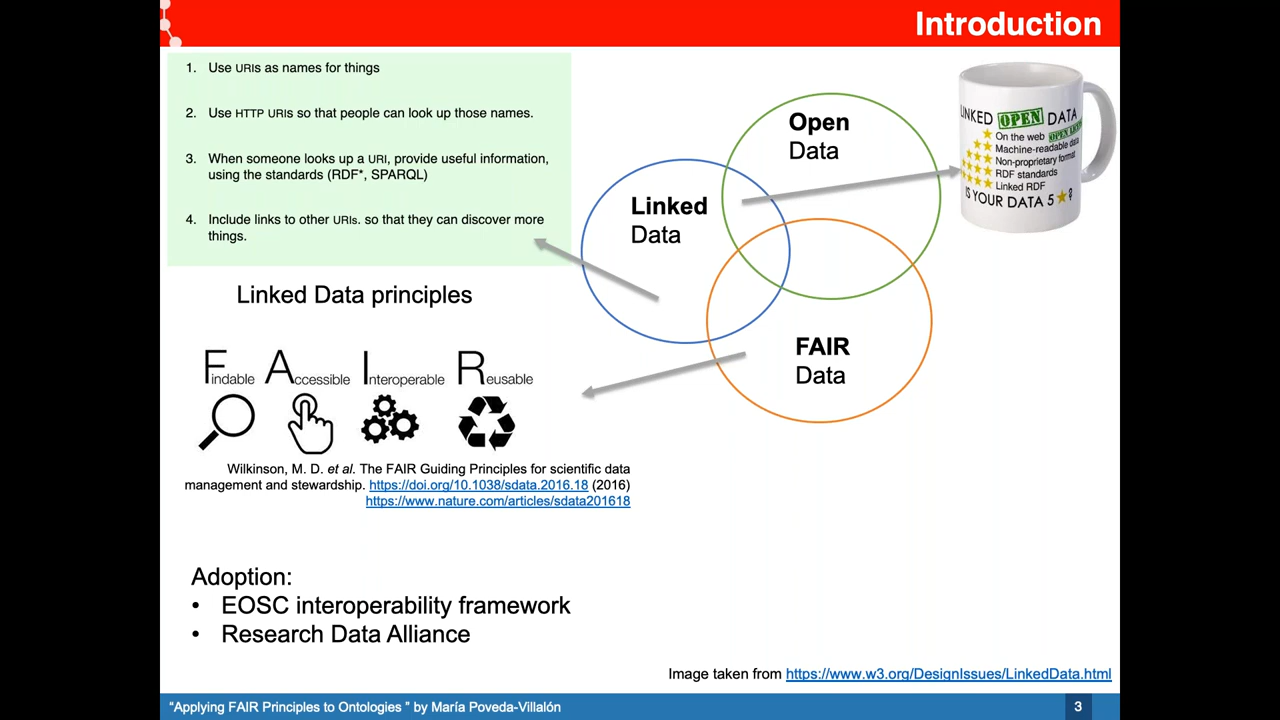 Introduction
1. Use URIs as names for things
2. Use HTTP URIs so that people can look up those names.
3. When someone looks up a URI, provide useful information,
using the standards (RDF*, SPARQL)
4. Include links to other URIs. so that they can discover more
things.
Linked Data principles
Open
Data
Linked
Data
FAIR
Data
LINKED OPEN DATA
On the web OPEN
Machine-readable data
Non-proprietary format
RDF standards
Linked RDF
IS YOUR DATA 5 ★?
Findable Accessible Interoperable Reusable
Wilkinson, M. D. et al. The FAIR Guiding Principles for scientific data
management and stewardship. https://doi.org/10.1038/sdata.2016.18 (2016)
https://www.nature.com/articles/sdata201618
Adoption:
• EOSC interoperability framework
• Research Data Alliance
Image taken from https://www.w3.org/DesignIssues/LinkedData.html
“Applying FAIR Principles to Ontologies ” by María Poveda-Villalón
3